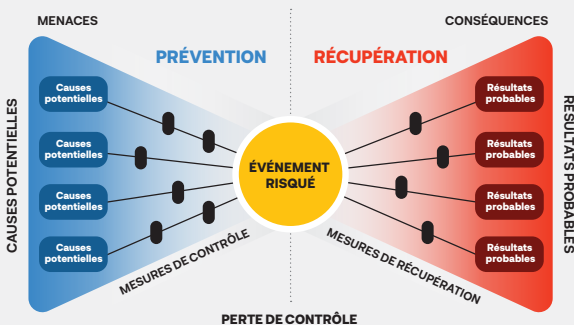 MENACES
CONSÉQUENCES
PRÉVENTION
RÉCUPÉRATION
CAUSES POTENTIELLES
Causes
potentielles
Causes
potentielles
Causes
potentielles
Causes
potentielles
ÉVÉNEMENT
RISQUÉ
Résultats
probables
Résultats
probables
Résultats
probables
Résultats
probables
RESULTATS PROBABLES
MESURES DE CONTRÔLE
MESURES DE RÉCUPÉRATION
PERTE DE CONTRÔLE